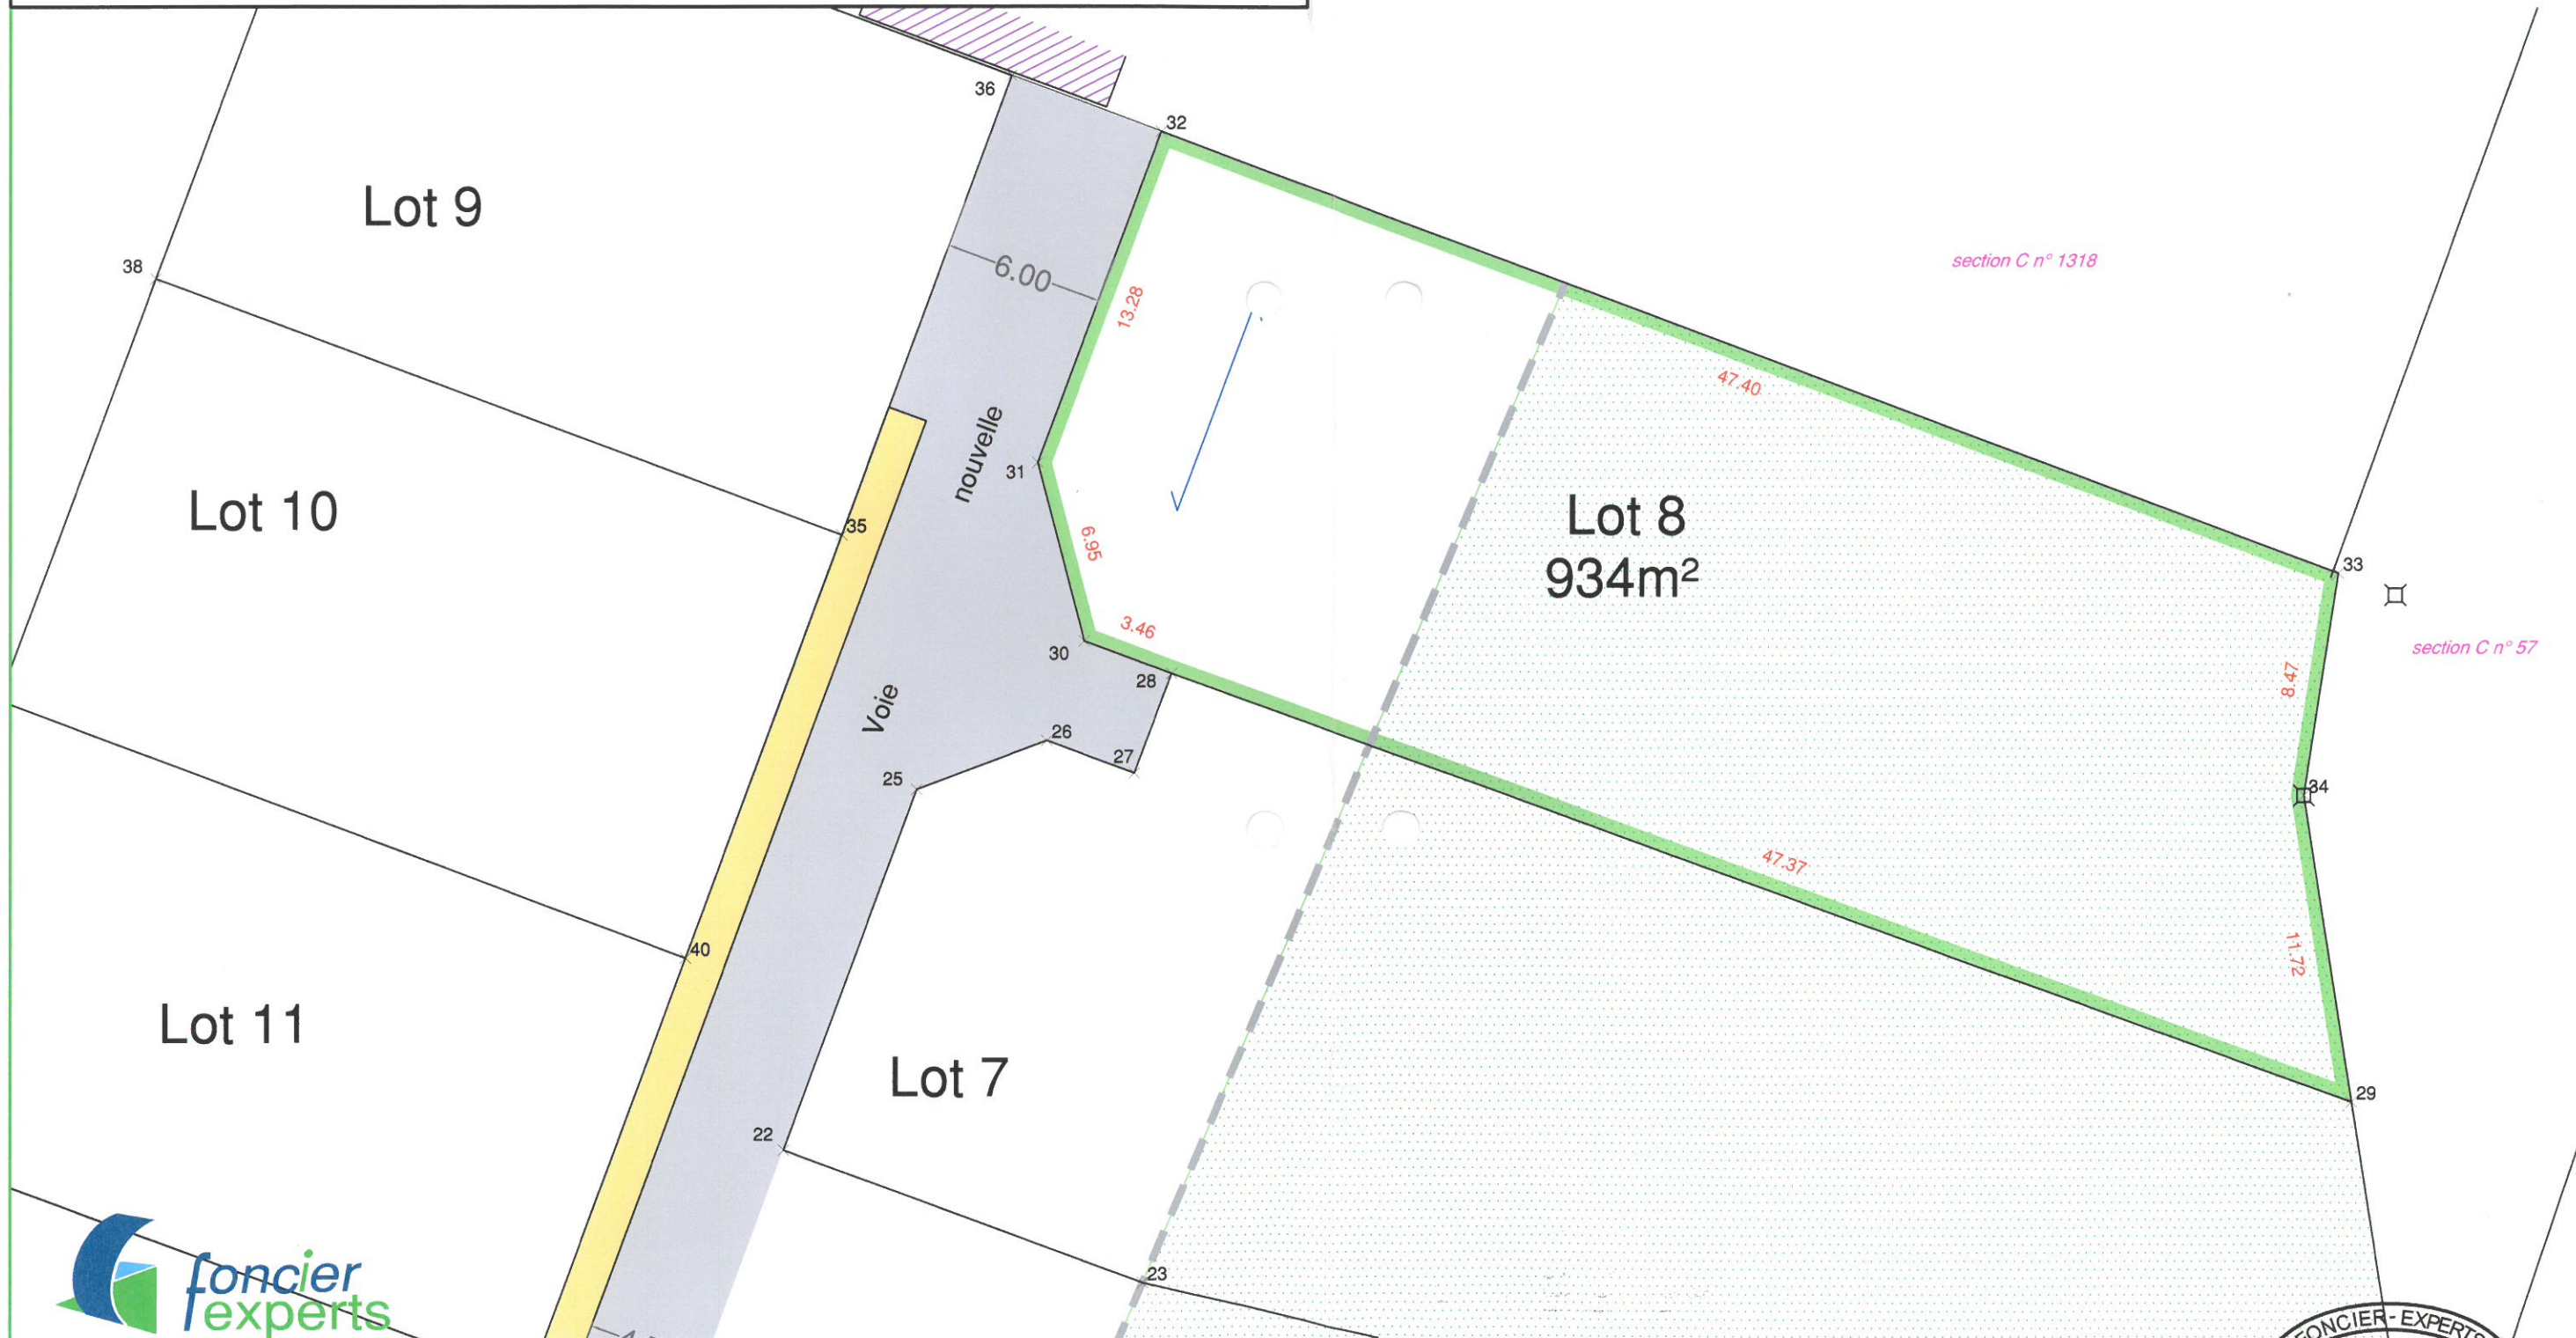 36
32
Lot 9
section C n° 1318
38
6.00
13.28
47.40
nouvelle
31
Lot 10
35
Lot 8
934m²
6.95
33
3.46
30
section C n° 57
28
8.47
Voie
26
27
25
34
47.37
40
11.72
Lot 11
Lot 7
29
22
23
foncier
experts
FONCIER - EXPERTS